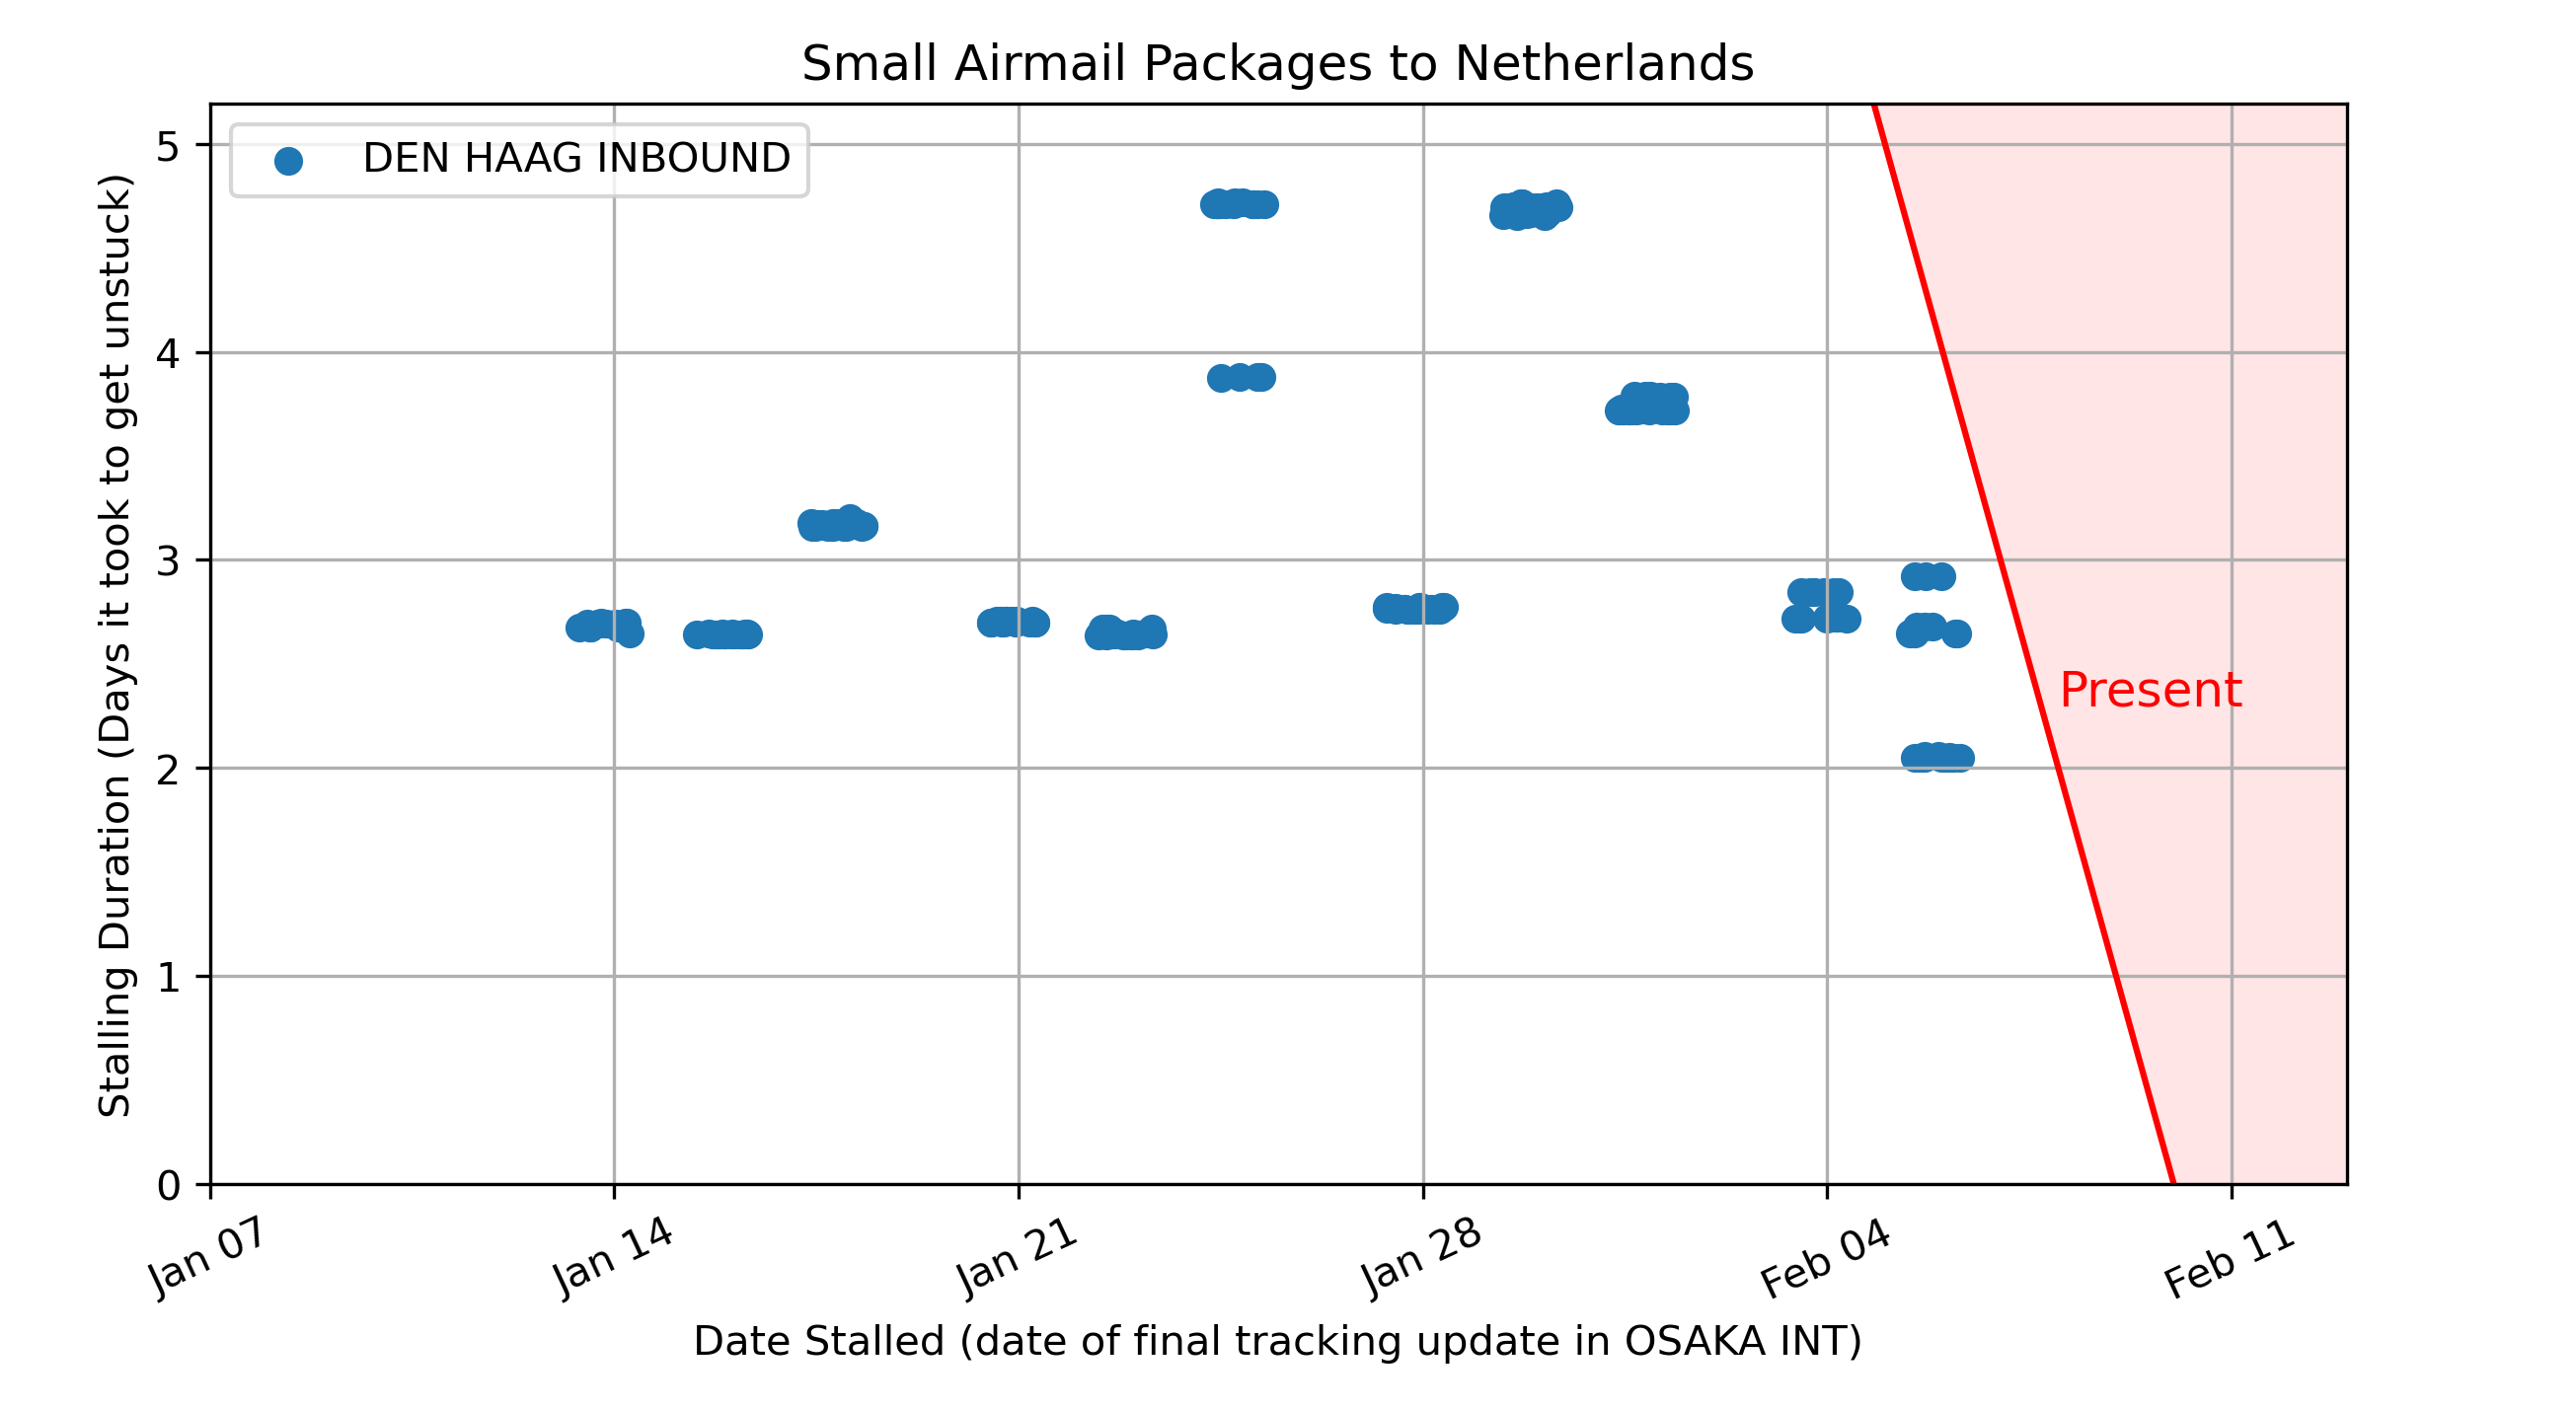 Small Airmail Packages to Netherlands
DEN HAAG INBOUND
Stalling Duration (Days it took to get unstuck)
5
4
3
2
1
0
Present
Jan 07
Jan 14
Jan 21
Jan 28
Feb 04
Feb 11
Date Stalled (date of final tracking update in OSAKA INT)